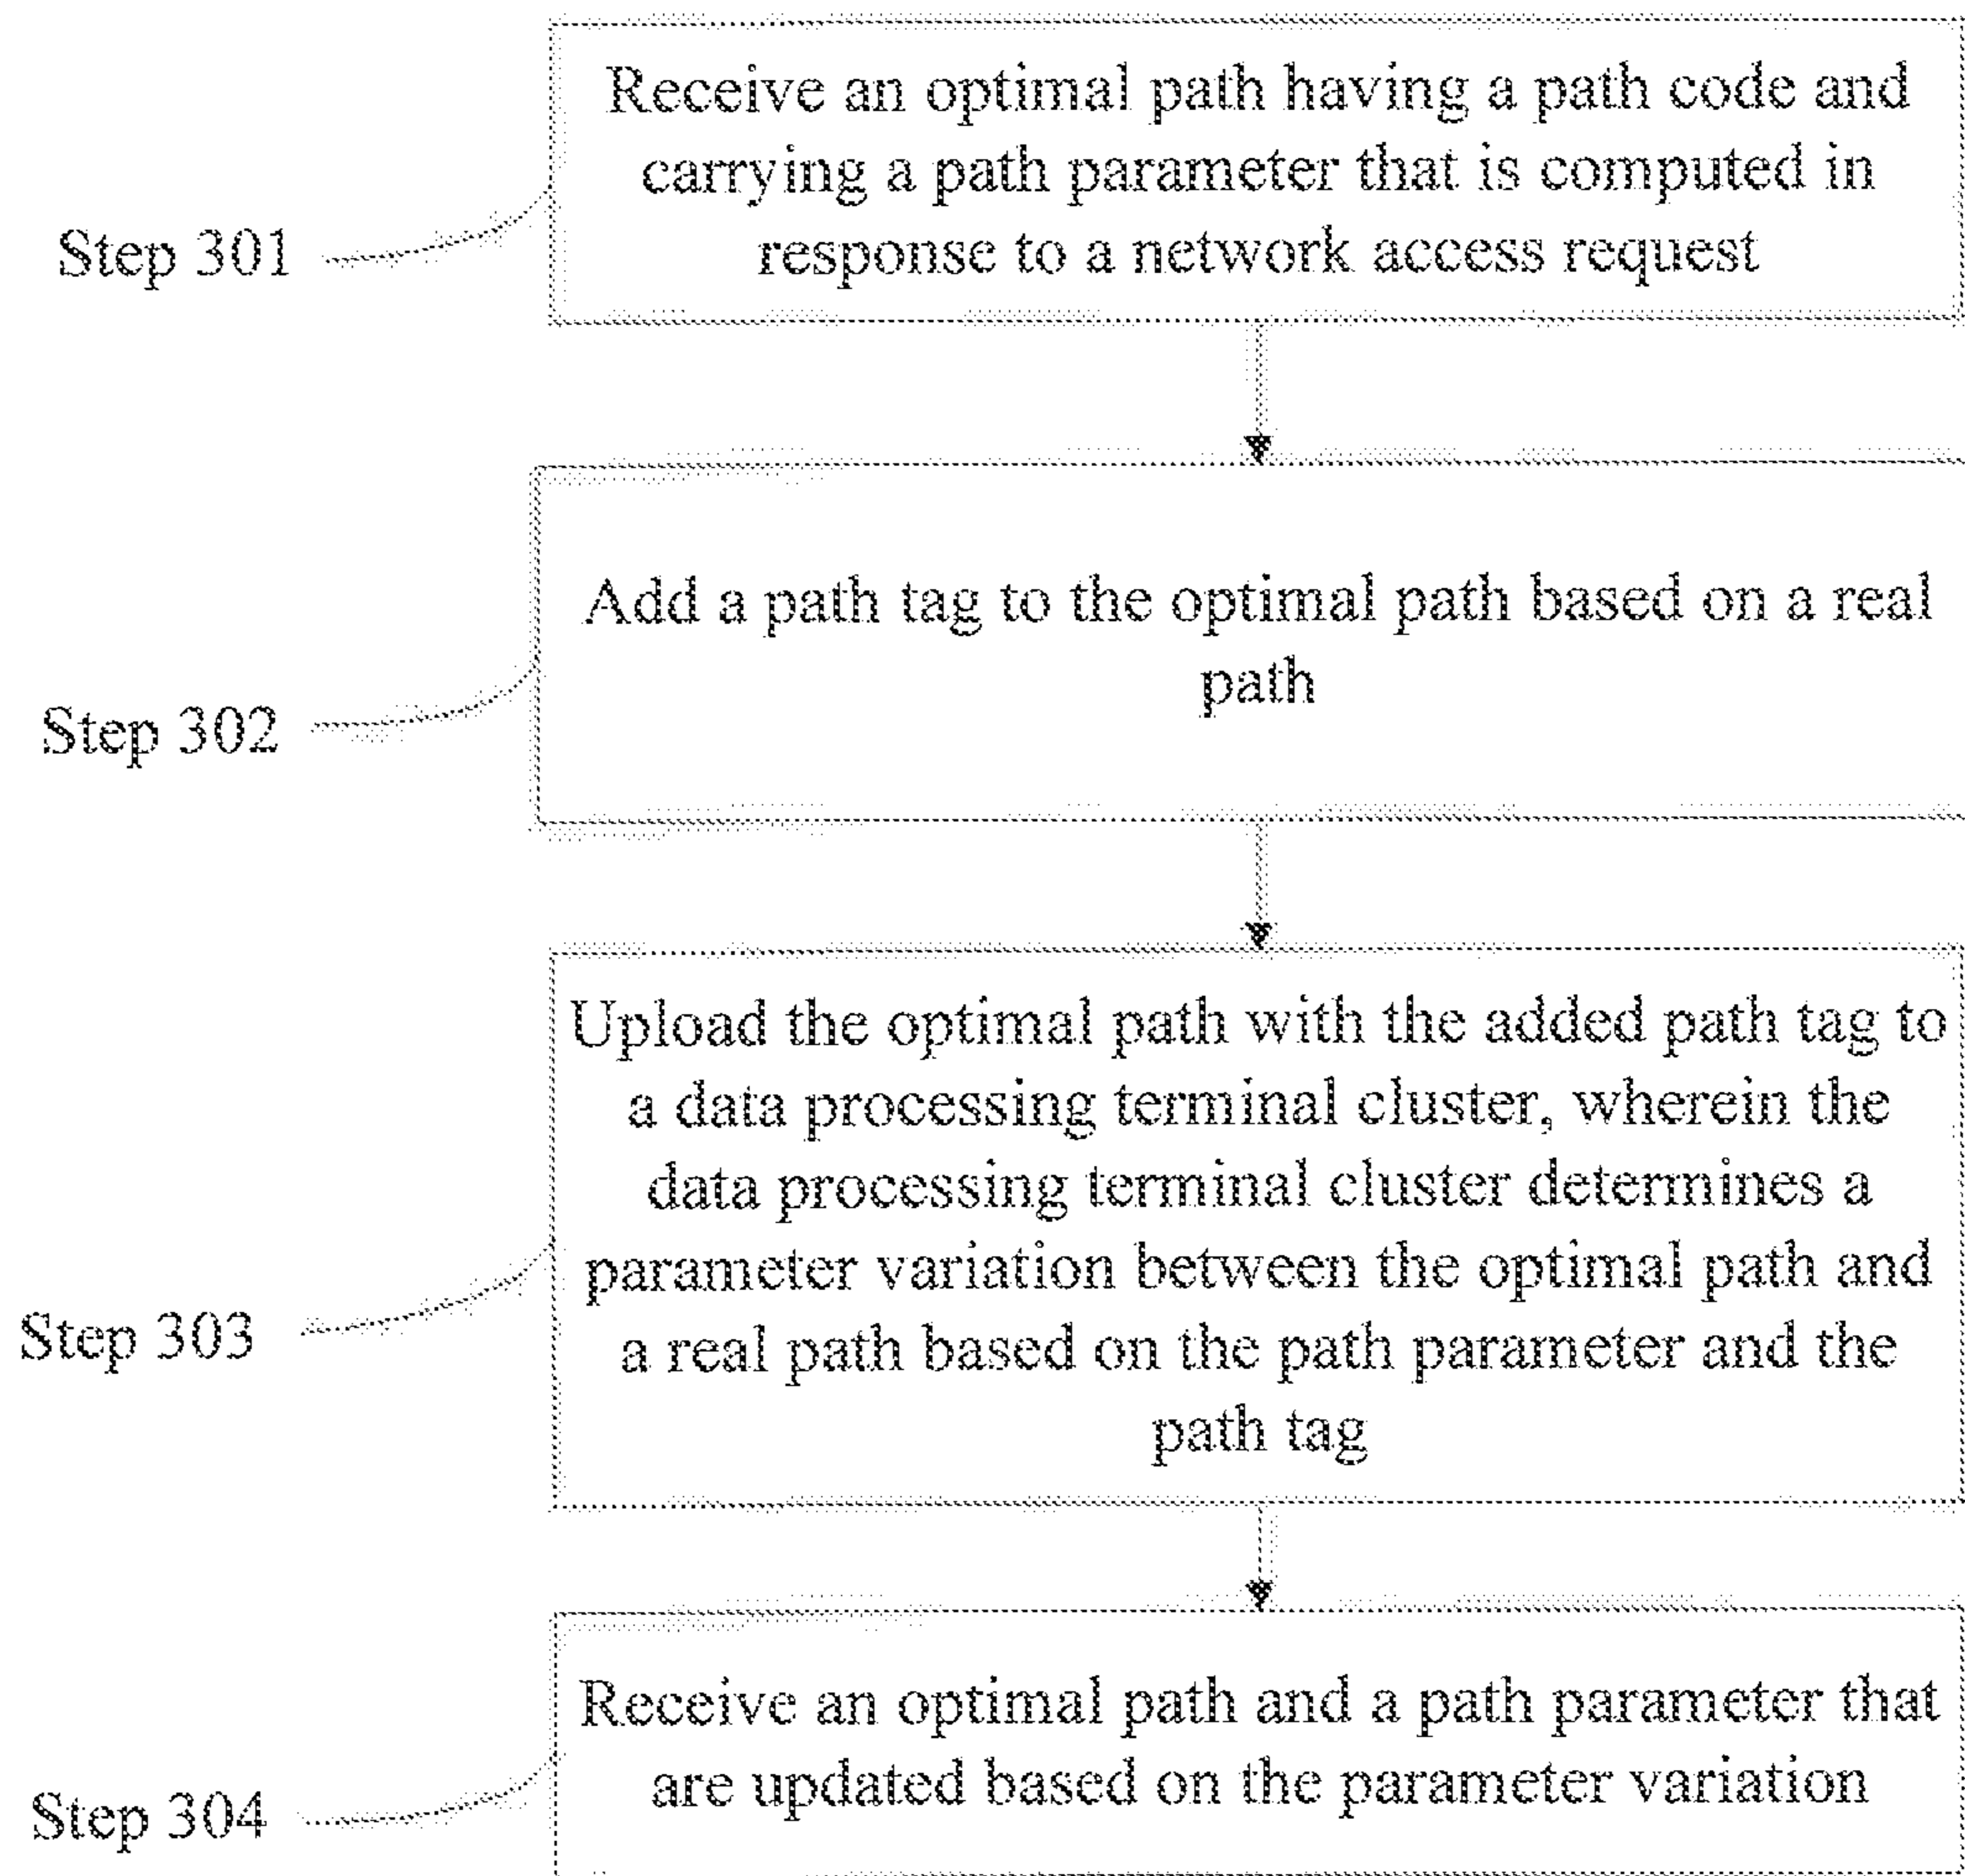 Receive an optimal path having a path code and
carrying a path parameter that is computed in
response to a network access request
Step 301
Add a path tag to the optimal path based on a real
path
Step 302
Upload the optimal path with the added path tag to
a data processing terminal cluster, wherein the
data processing terminal cluster determines a
parameter variation between the optimal path and
a real path based on the path parameter and the
path tag
Step 303
Receive an optimal path and a path parameter that
are updated based on the parameter variation
Step 304